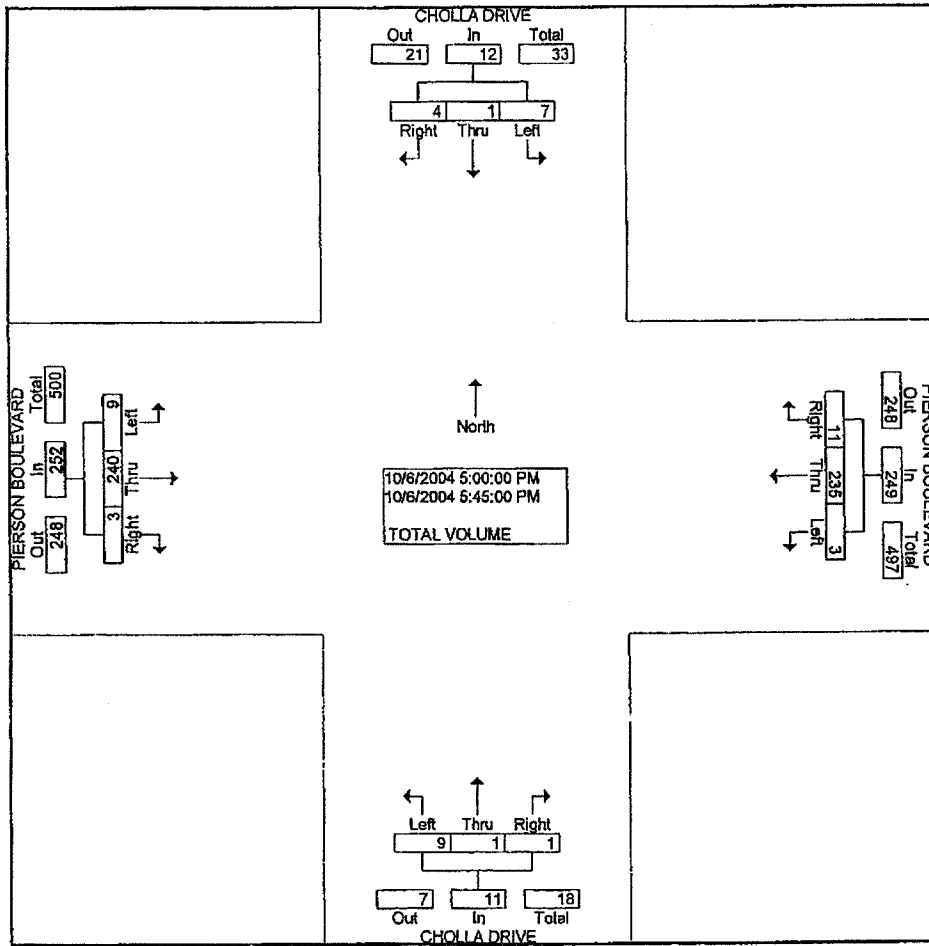 CHOLLA DRIVE
Out In Total
21 12 33
4 1 7
Right Thru Left
PIERSON BOULEVARD
Total In Out
500 252 248
9 240 3
Left Thru Right
North
10/6/2004 5:00:00 PM
10/6/2004 5:45:00 PM
TOTAL VOLUME
Right Thru Left
11 235 3
Out In Total
248 249 497
PIERSON BOULEVARD
Left Thru Right
9 1 1
7 11 18
Out In Total
CHOLLA DRIVE